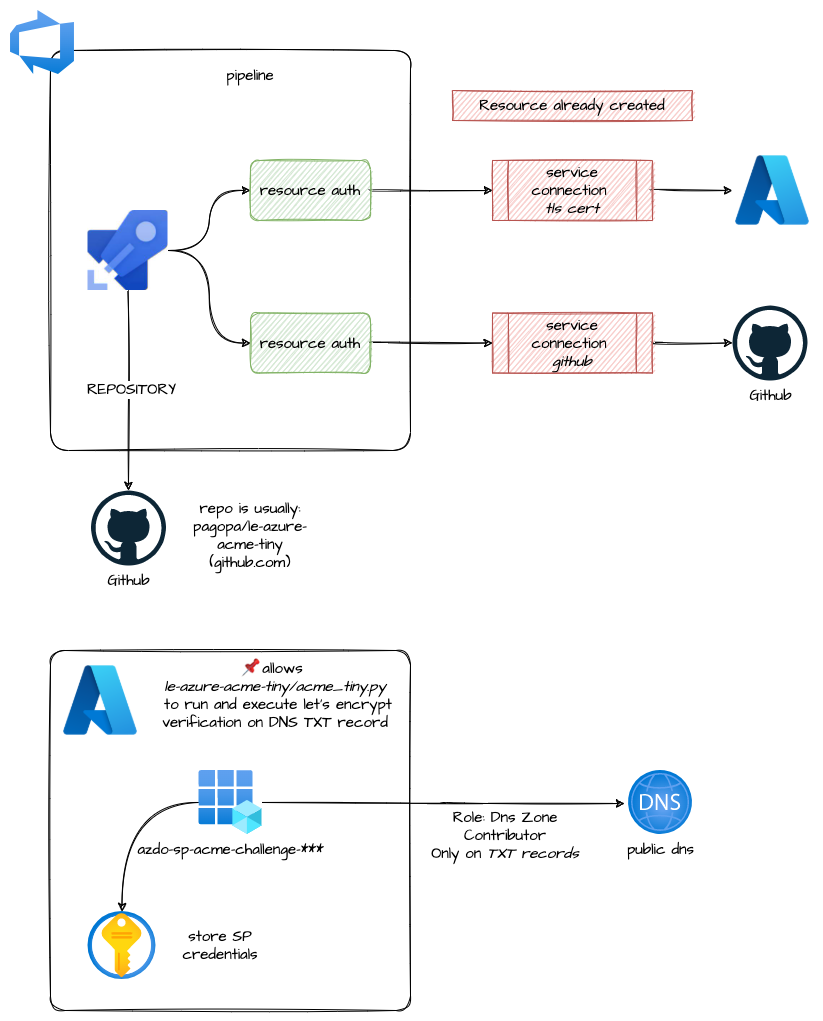 pipeline
Resource already created
resource auth
service
connection
tls cert
resource auth
service
connection
github
Github
REPOSITORY
repo is usually:
pagopa/le-azure-
acme-tiny
(github.com)
Github
📌allows
le-azure-acme-tiny/acme_tiny.py
to run and execute let's encrypt
verification on DNS TXT record
DNS
Role: Dns Zone
Contributor
Only on TXT records
azdo-sp-acme-challenge-***
public dns
store SP
credentials